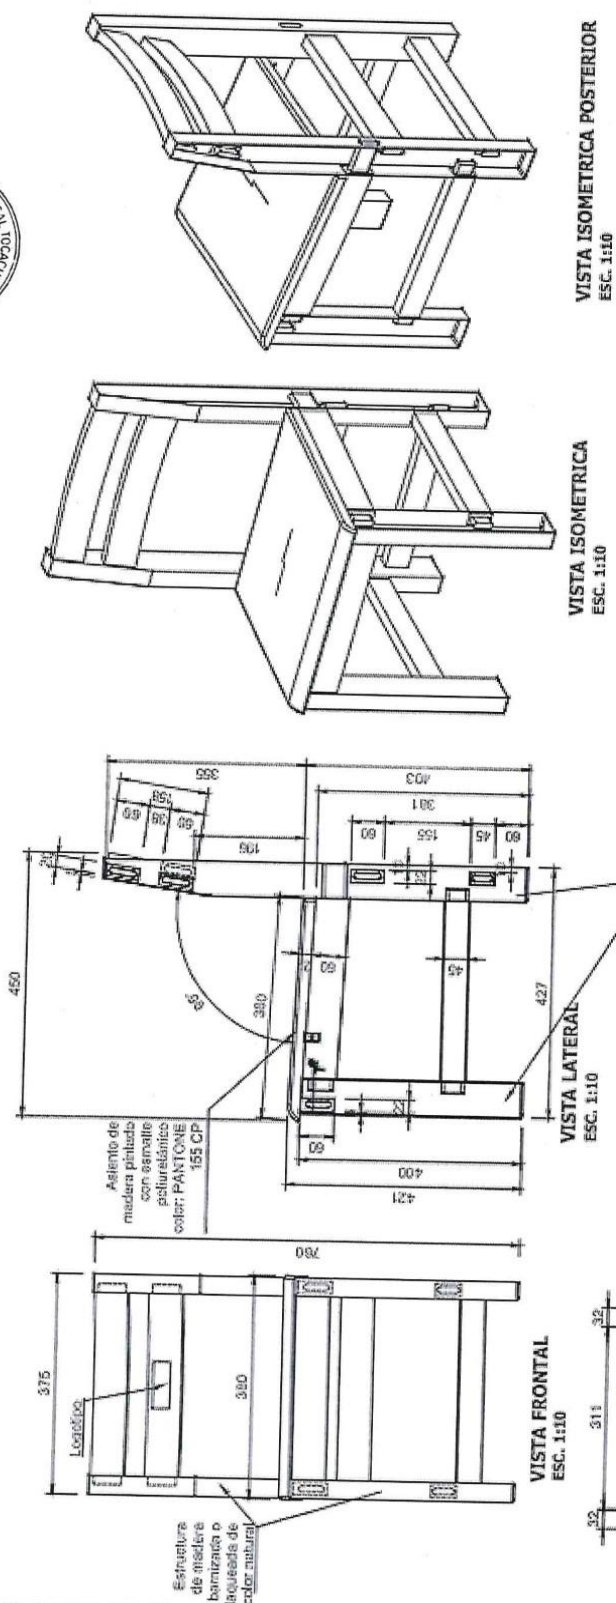 VISTA ISOMETRICA POSTERIOR
ESC. 1:10
VISTA ISOMETRICA
ESC. 1:10
450
20
66
38
66
158
355
196
380
403
381
60
155
45
60
60
45
427
60
400
421
Asiento de
madera pintado
con esmalte
poliuretánico
color: PANTONE
155 CP
VISTA LATERAL
ESC. 1:10
375
Logotipo
760
380
Estructura
de madera
barnizada o
laqueada de
color natural
VISTA FRONTAL
ESC. 1:10
32
311
32